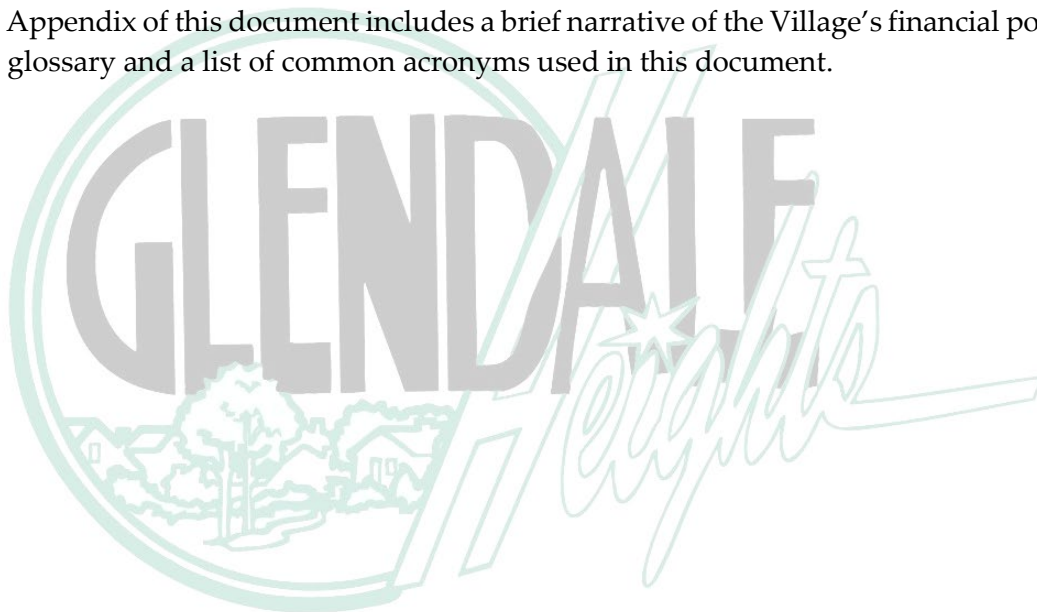 Appendix of this document includes a brief narrative of the Village's financial po
glossary and a list of common acronyms used in this document.
GLENDALE
Heights